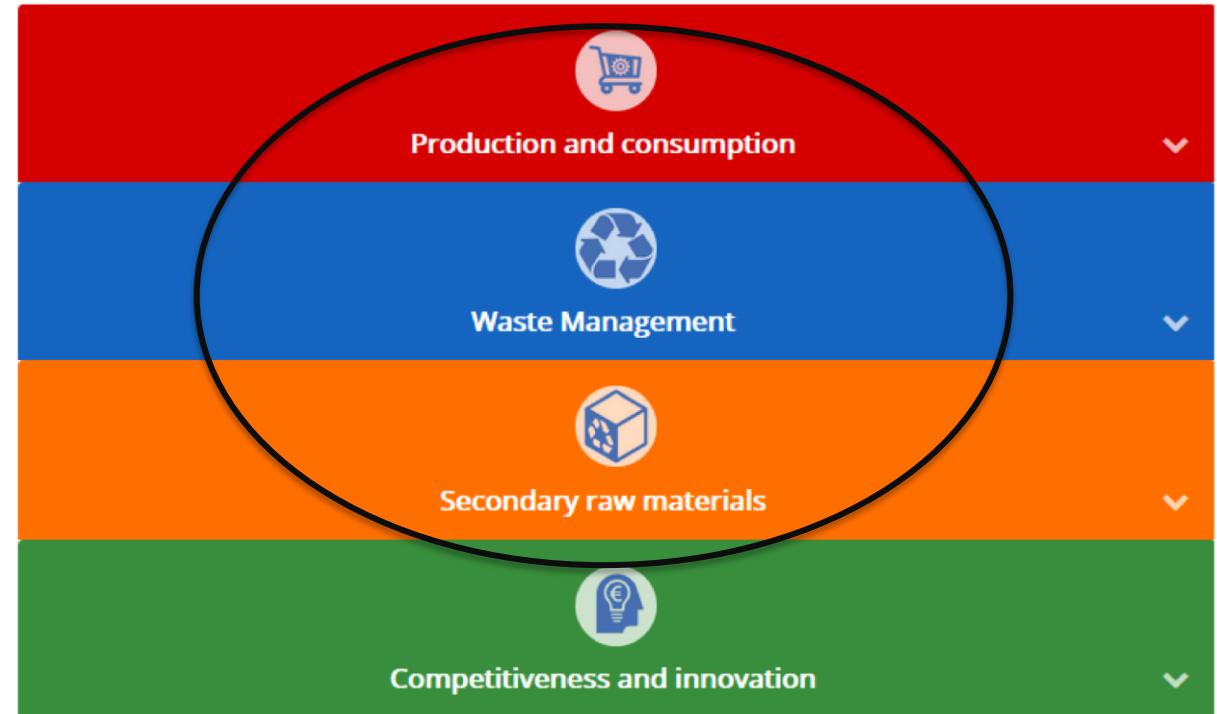 Production and consumption
Waste Management
Secondary raw materials
Competitiveness and innovation